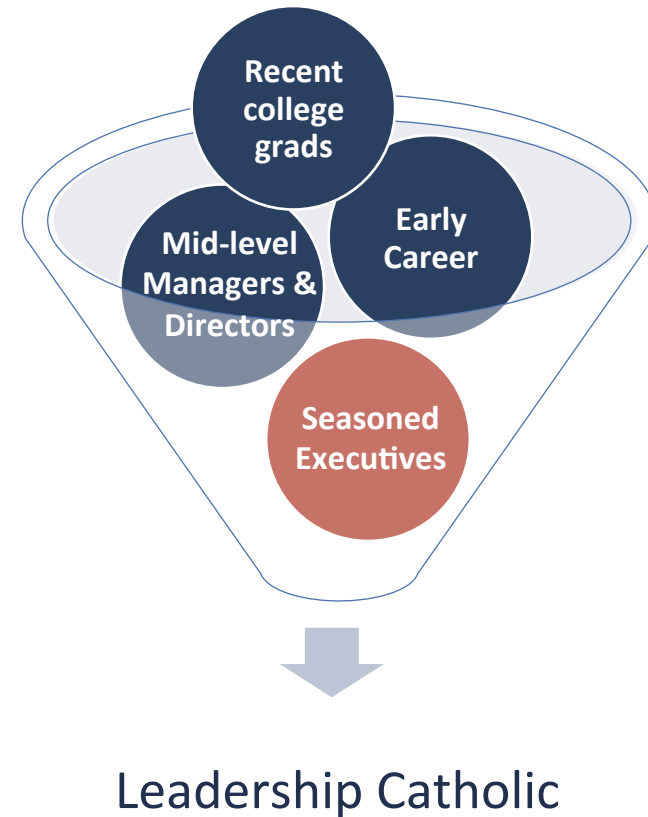 Recent
college
grads
Early
Career
Mid-level
Managers &
Directors
Seasoned
Executives
Leadership Catholic